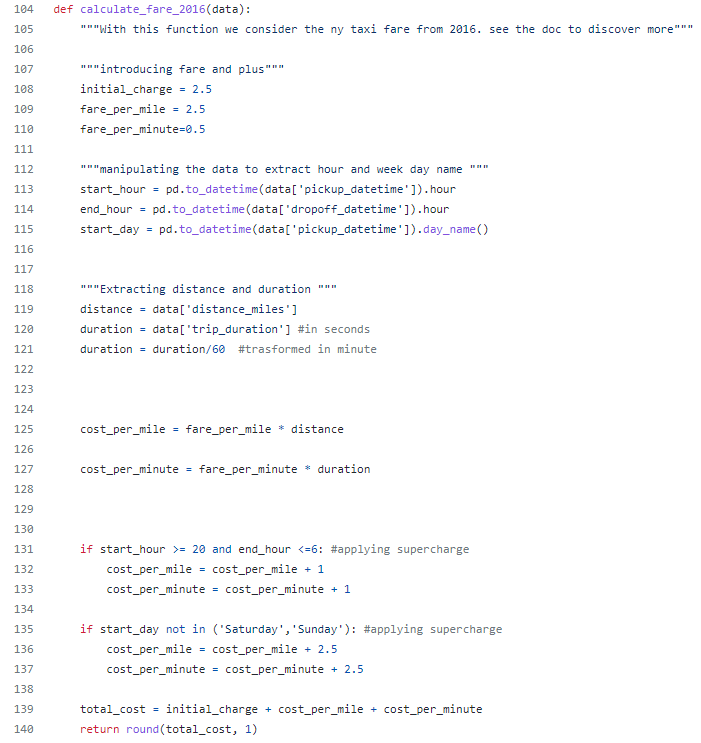 104 def calculate_fare_2016(data):
105     """With this function we consider the ny taxi fare from 2016. see the doc to discover more"""
106
107     """introducing fare and plus"""
108     initial_charge = 2.5
109     fare_per_mile = 2.5
110     fare_per_minute=0.5
111
112     """manipulating the data to extract hour and week day name """
113     start_hour = pd.to_datetime(data['pickup_datetime']).hour
114     end_hour = pd.to_datetime(data['dropoff_datetime']).hour
115     start_day = pd.to_datetime(data['pickup_datetime']).day_name()
116
117
118     """Extracting distance and duration """
119     distance = data['distance_miles']
120     duration = data['trip_duration'] #in seconds
121     duration = duration/60  #trasformed in minute
122
123
124
125     cost_per_mile = fare_per_mile * distance
126
127     cost_per_minute = fare_per_minute * duration
128
129
130
131     if start_hour >= 20 and end_hour <=6: #applying supercharge
132         cost_per_mile = cost_per_mile + 1
133         cost_per_minute = cost_per_minute + 1
134
135     if start_day not in ('Saturday','Sunday'): #applying supercharge
136         cost_per_mile = cost_per_mile + 2.5
137         cost_per_minute = cost_per_minute + 2.5
138
139     total_cost = initial_charge + cost_per_mile + cost_per_minute
140     return round(total_cost, 1)